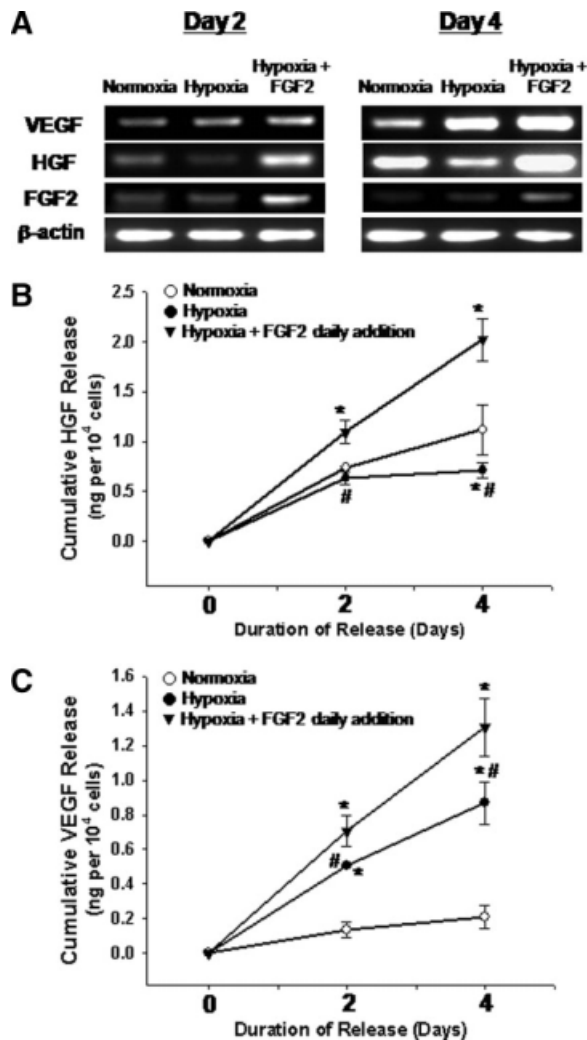 A
Day 2
Day 4
Normoxia Hypoxia Hypoxia + FGF2
Normoxia Hypoxia Hypoxia + FGF2
VEGF
HGF
FGF2
β-actin
B
Normoxia
Hypoxia
Hypoxia + FGF2 daily addition
Cumulative HGF Release
(ng per 10⁴ cells)
2.5
2.0
1.5
1.0
0.5
0.0
* *
# *#
0 2 4
Duration of Release (Days)
C
Normoxia
Hypoxia
Hypoxia + FGF2 daily addition
Cumulative VEGF Release
(ng per 10⁴ cells)
1.6
1.4
1.2
1.0
0.8
0.6
0.4
0.2
0.0
* *
# * *#
0 2 4
Duration of Release (Days)